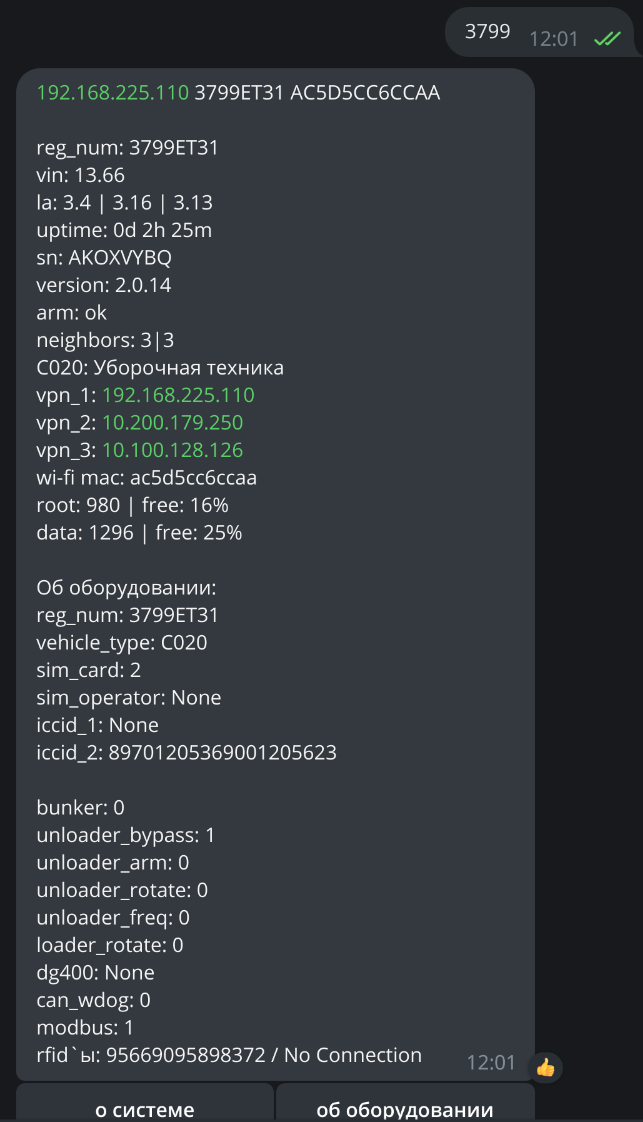 3799 12:01
192.168.225.110 3799ET31 AC5D5CC6CCAA
reg_num: 3799ET31
vin: 13.66
la: 3.4 | 3.16 | 3.13
uptime: 0d 2h 25m
sn: AKOXVYBQ
version: 2.0.14
arm: ok
neighbors: 3|3
C020: Уборочная техника
vpn_1: 192.168.225.110
vpn_2: 10.200.179.250
vpn_3: 10.100.128.126
wi-fi mac: ac5d5cc6ccaa
root: 980 | free: 16%
data: 1296 | free: 25%
Об оборудовании:
reg_num: 3799ET31
vehicle_type: C020
sim_card: 2
sim_operator: None
iccid_1: None
iccid_2: 89701205369001205623
bunker: 0
unloader_bypass: 1
unloader_arm: 0
unloader_rotate: 0
unloader_freq: 0
loader_rotate: 0
dg400: None
can_wdog: 0
modbus: 1
rfid`ы: 95669095898372 / No Connection 12:01
о системе
об оборудовании